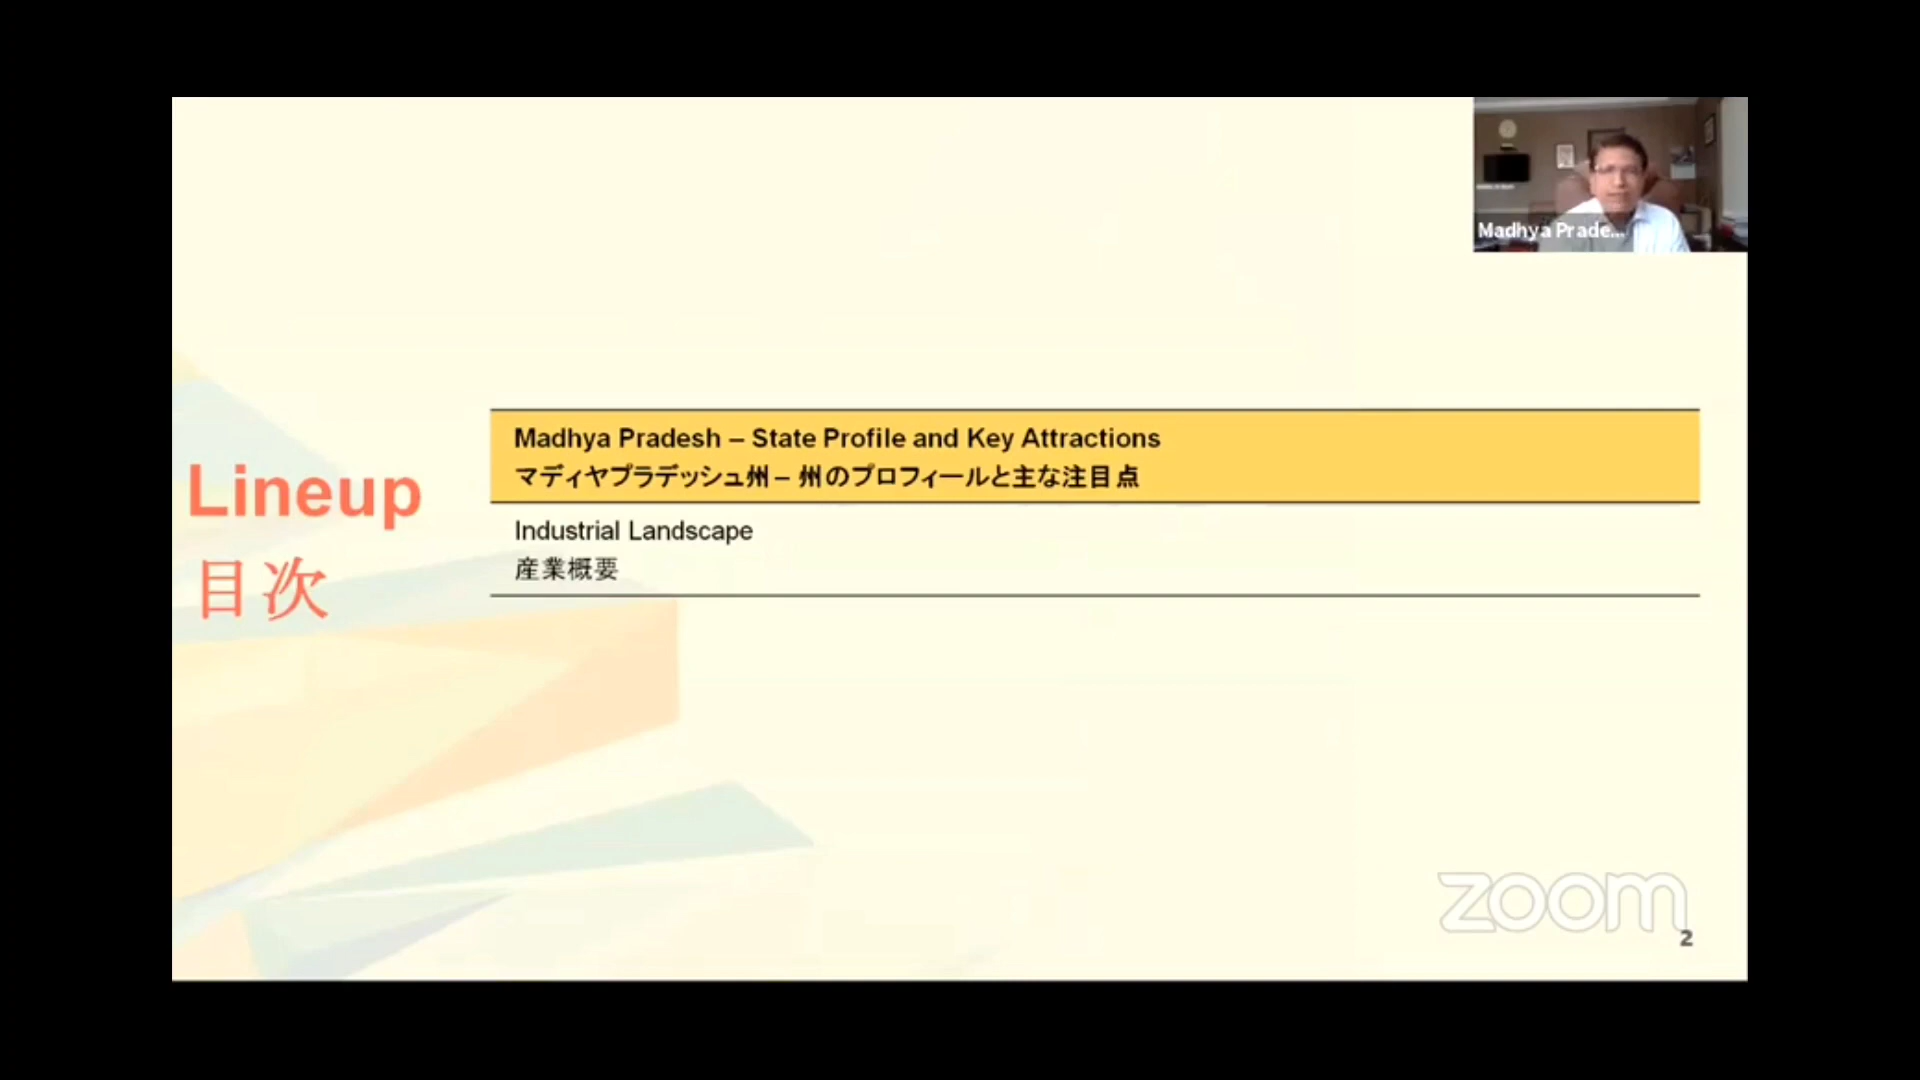 Madhya Prade...
Lineup
目次
Madhya Pradesh – State Profile and Key Attractions
マディヤプラデッシュ州 – 州のプロフィールと主な注目点
Industrial Landscape
産業概要
zoom
2